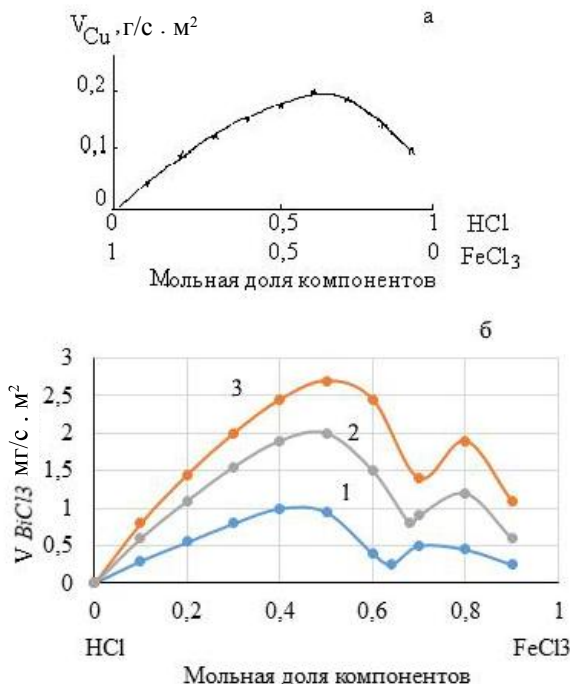 V_Cu ,г/с . м²
а
0,2
0,1
0
0 0,5 1 HCl
1 0,5 0 FeCl₃
Мольная доля компонентов
б
3
2,5
2
1,5
1
0,5
0
V BiCl3 мг/с . м²
3
2
1
0 0,2 0,4 0,6 0,8 1
HCl FeCl3
Мольная доля компонентов